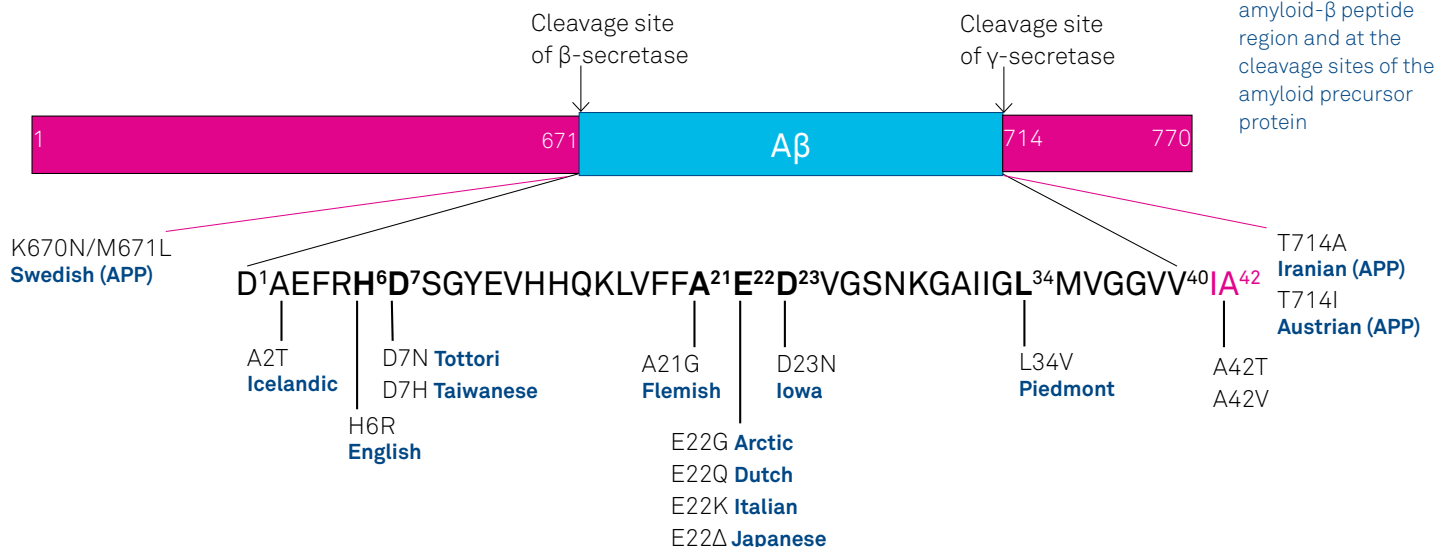 amyloid-β peptide
region and at the
cleavage sites of the
amyloid precursor
protein
Cleavage site
of β-secretase
Cleavage site
of γ-secretase
1
671
Aβ
714
770
K670N/M671L
Swedish (APP)
T714A
Iranian (APP)
T714I
Austrian (APP)
D¹AEFRH⁶D⁷SGYEVHHQKLVFFA²¹E²²D²³VGSNKGAIIGL³⁴MVGGVV⁴⁰IA⁴²
A2T
Icelandic
D7N Tottori
D7H Taiwanese
H6R
English
A21G
Flemish
D23N
Iowa
E22G Arctic
E22Q Dutch
E22K Italian
E22Δ Japanese
L34V
Piedmont
A42T
A42V